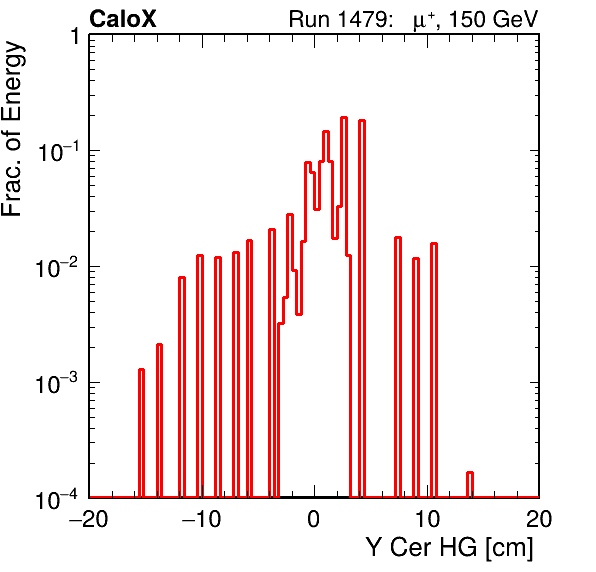 CaloX Run 1479: μ⁺, 150 GeV
Frac. of Energy
1
10⁻¹
10⁻²
10⁻³
10⁻⁴
−20 −10 0 10 20
Y Cer HG [cm]